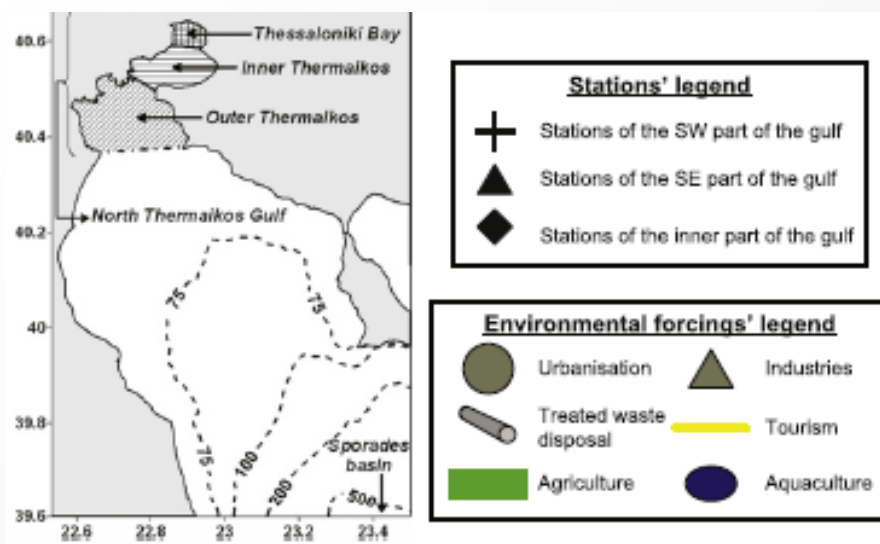 40.6
40.4
40.2
40
39.8
39.6
22.6 22.8 23 23.2 23.4
Thessaloniki Bay
Inner Thermaikos
Outer Thermaikos
North Thermaikos Gulf
75
75
75
100
200
500
Sporades
basin
Stations' legend
Stations of the SW part of the gulf
Stations of the SE part of the gulf
Stations of the inner part of the gulf
Environmental forcings' legend
Urbanisation
Industries
Treated waste
disposal
Tourism
Agriculture
Aquaculture